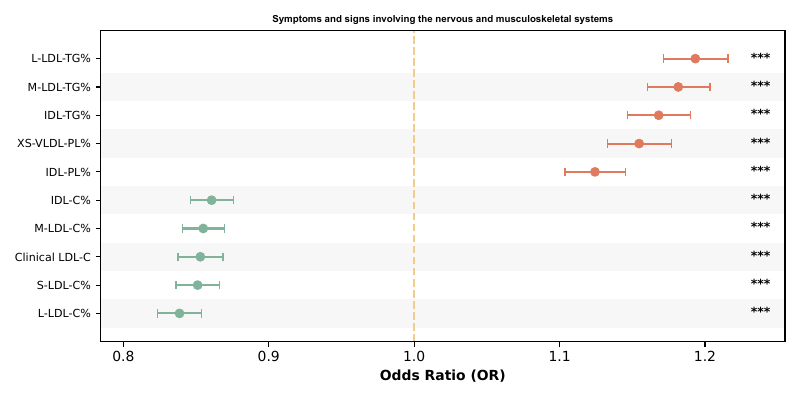 Symptoms and signs involving the nervous and musculoskeletal systems
L-LDL-TG% ***
M-LDL-TG% ***
IDL-TG% ***
XS-VLDL-PL% ***
IDL-PL% ***
IDL-C% ***
M-LDL-C% ***
Clinical LDL-C ***
S-LDL-C% ***
L-LDL-C% ***
0.8 0.9 1.0 1.1 1.2
Odds Ratio (OR)